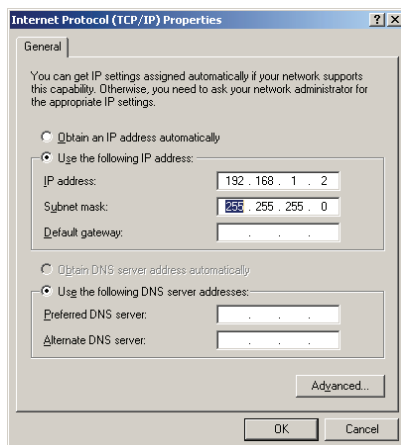 Internet Protocol (TCP/IP) Properties
General
You can get IP settings assigned automatically if your network supports
this capability. Otherwise, you need to ask your network administrator for
the appropriate IP settings.
Obtain an IP address automatically
Use the following IP address:
IP address: 192 . 168 . 1 . 2
Subnet mask: 255 . 255 . 255 . 0
Default gateway: . . .
Obtain DNS server address automatically
Use the following DNS server addresses:
Preferred DNS server: . . .
Alternate DNS server: . . .
Advanced...
OK Cancel